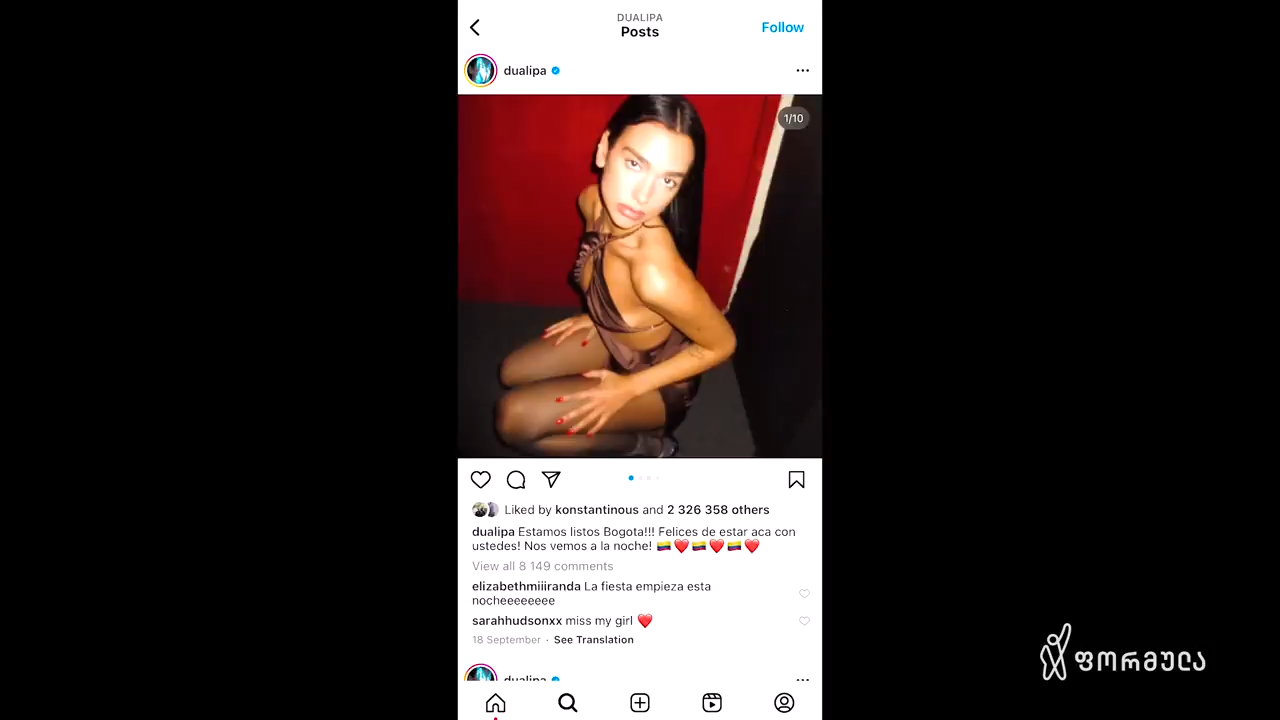 DUALIPA
Posts
Follow
dualipa
1/10
Liked by konstantinous and 2 326 358 others
dualipa Estamos listos Bogota!!! Felices de estar aca con
ustedes! Nos vemos a la noche! 🇨🇴❤️🇨🇴❤️🇨🇴❤️
View all 8 149 comments
elizabethmiiiranda La fiesta empieza esta
nocheeeeeeee
sarahhudsonxx miss my girl ❤️
18 September · See Translation
dualipa
ფორმულა